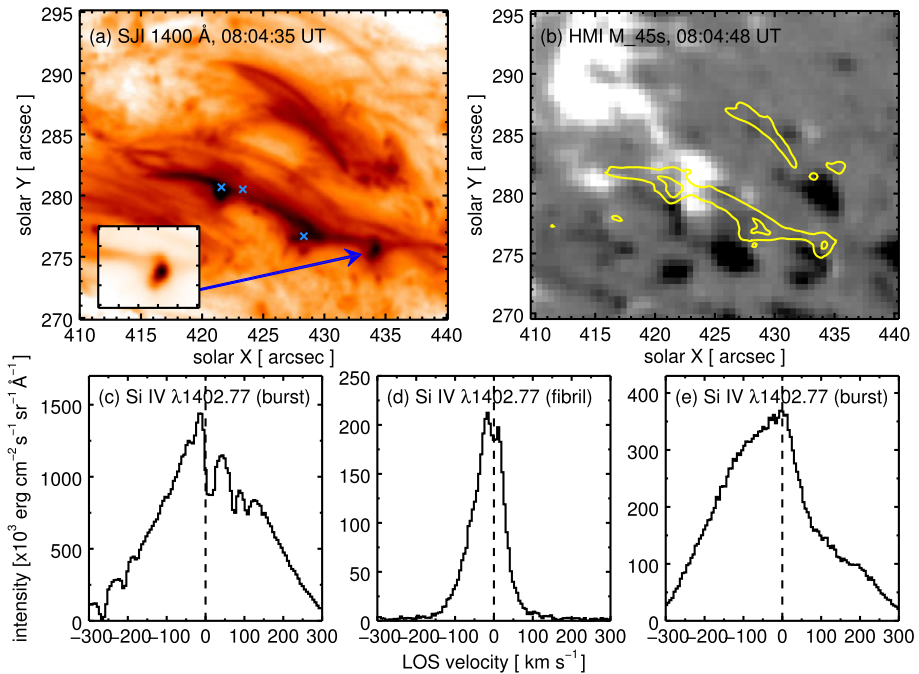 (a) SJI 1400 Å, 08:04:35 UT
295
290
285
280
275
270
solar Y [ arcsec ]
410 420 430 440
solar X [ arcsec ]
(b) HMI M_45s, 08:04:48 UT
295
290
285
280
275
270
solar Y [ arcsec ]
410 415 420 425 430 435 440
solar X [ arcsec ]
(c) Si IV λ1402.77 (burst)
1500
1250
1000
750
500
250
0
intensity [x10³ erg cm⁻² s⁻¹ sr⁻¹ Å⁻¹]
−300 −200 −100 0 100 200 300
(d) Si IV λ1402.77 (fibril)
250
200
150
100
50
0
−300 −200 −100 0 100 200 300
LOS velocity [ km s⁻¹ ]
(e) Si IV λ1402.77 (burst)
400
300
200
100
0
−300 −200 −100 0 100 200 300